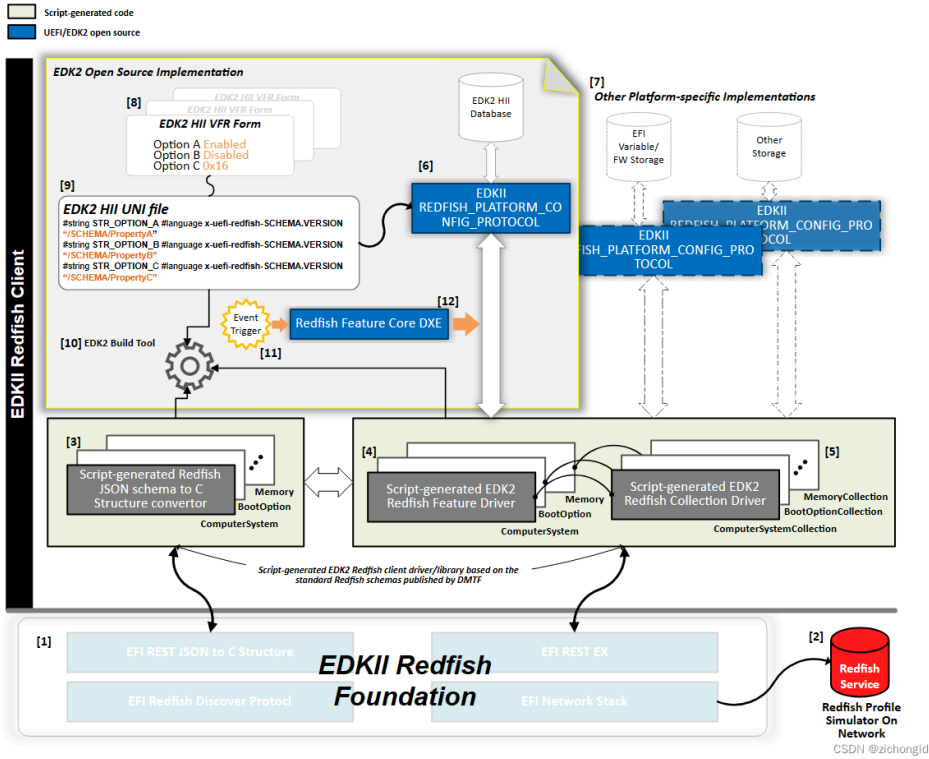 Script-generated code
UEFI/EDK2 open source
EDKII Redfish Client
EDK2 Open Source Implementation
[8]
EDK2 HII VFR Form
EDK2 HII VFR Form
EDK2 HII VFR Form
Option A Enabled
Option B Disabled
Option C 0x16
[9]
EDK2 HII UNI file
#string STR_OPTION_A #language x-uefi-redfish-SCHEMA.VERSION
“/SCHEMA/PropertyA”
#string STR_OPTION_B #language x-uefi-redfish-SCHEMA.VERSION
“/SCHEMA/PropertyB”
#string STR_OPTION_C #language x-uefi-redfish-SCHEMA.VERSION
“/SCHEMA/PropertyC”
EDK2 HII
Database
[6]
EDKII
REDFISH_PLATFORM_CO
NFIG_PROTOCOL
[7]
Other Platform-specific Implementations
EFI
Variable/
FW Storage
Other
Storage
EDKII
REDFISH_PLATFORM_CONFIG_PRO
TOCOL
EDKII
FISH_PLATFORM_CONFIG_PRO
TOCOL
Event
Trigger
[11]
Redfish Feature Core DXE
[12]
[10] EDK2 Build Tool
[3]
Script-generated Redfish
JSON schema to C
Structure convertor
Memory
BootOption
ComputerSystem
[4]
Script-generated EDK2
Redfish Feature Driver
Memory
BootOption
ComputerSystem
[5]
Script-generated EDK2
Redfish Collection Driver
MemoryCollection
BootOptionCollection
ComputerSystemCollection
Script-generated EDK2 Redfish client driver/library based on the
standard Redfish schemas published by DMTF
[1]
EFI REST JSON to C Structure
EFI REST EX
EDKII Redfish
Foundation
EFI Redfish Discover Protocl
EFI Network Stack
[2]
Redfish
Service
Redfish Profile
Simulator On
Network
CSDN @zichongid